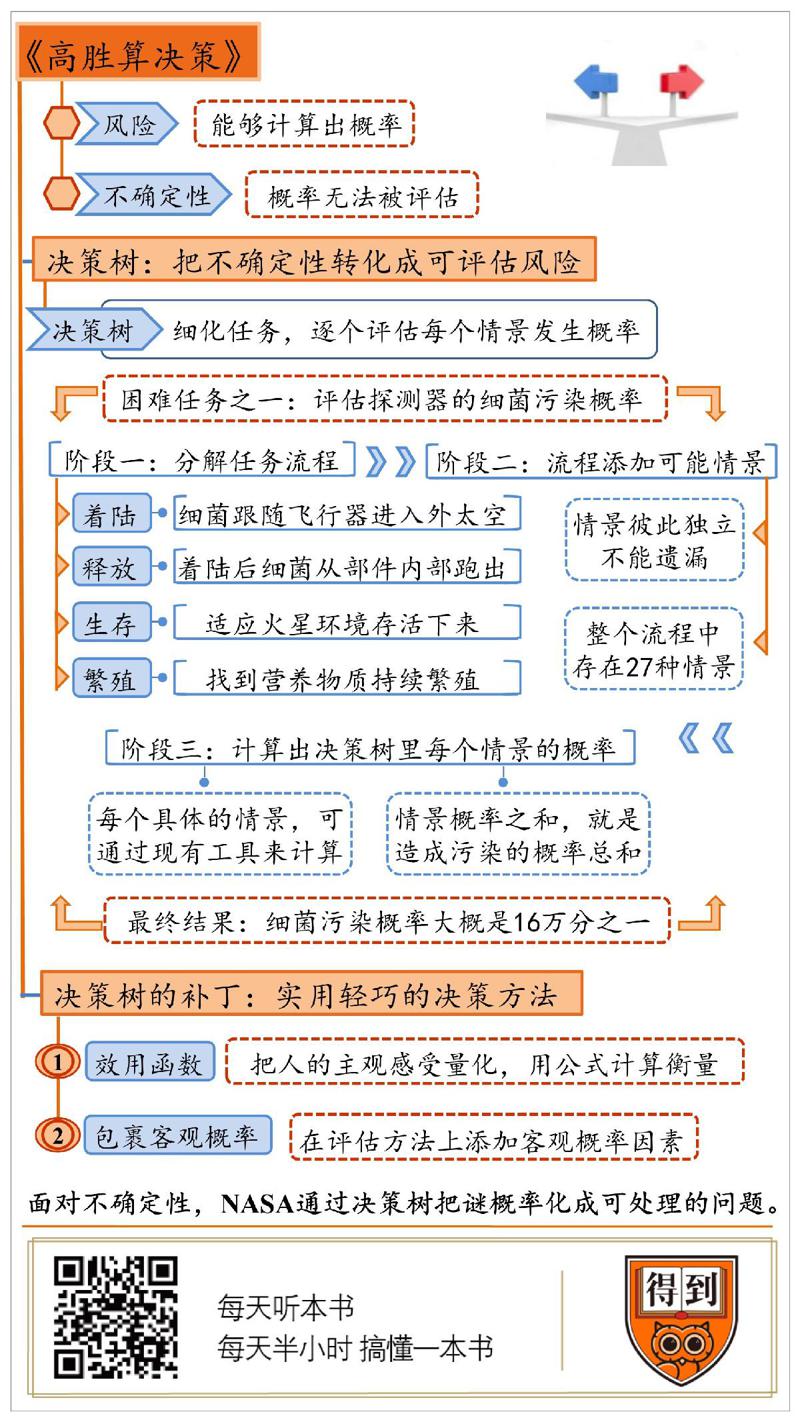 《高胜算决策》
风险
能够计算出概率
不确定性
概率无法被评估
决策树：把不确定性转化成可评估风险
决策树
细化任务，逐个评估每个情景发生概率
困难任务之一：评估探测器的细菌污染概率
阶段一：分解任务流程
阶段二：流程添加可能情景
着陆
细菌跟随飞行器进入外太空
释放
着陆后细菌从部件内部跑出
生存
适应火星环境存活下来
繁殖
找到营养物质持续繁殖
情景彼此独立
不能遗漏
整个流程中
存在27种情景
阶段三：计算出决策树里每个情景的概率
每个具体的情景，可
通过现有工具来计算
情景概率之和，就是
造成污染的概率总和
最终结果：细菌污染概率大概是16万分之一
决策树的补丁：实用轻巧的决策方法
1
效用函数
把人的主观感受量化，用公式计算衡量
2
包裹客观概率
在评估方法上添加客观概率因素
面对不确定性，NASA通过决策树把谜概率化成可处理的问题。
每天听本书
每天半小时 搞懂一本书
得到